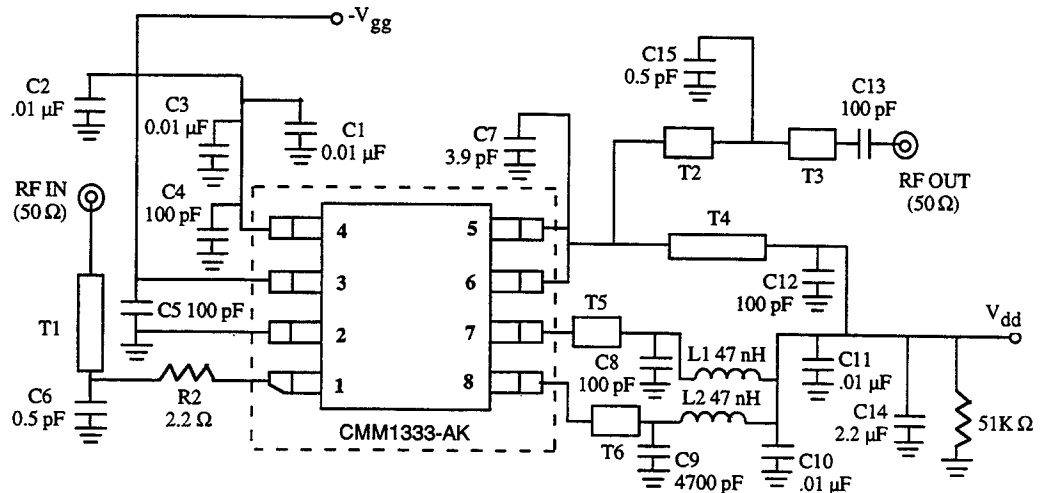 -Vgg
C2
.01 µF
C3
0.01 µF
C1
0.01 µF
C4
100 pF
RF IN
(50 Ω)
C15
0.5 pF
C13
100 pF
C7
3.9 pF
T2
T3
RF OUT
(50 Ω)
4
5
3
6
2
7
1
8
T4
C12
100 pF
C5 100 pF
T1
T5
Vdd
C6
0.5 pF
R2
2.2 Ω
C8
100 pF
L1 47 nH
L2 47 nH
C11
.01 µF
CMM1333-AK
T6
C9
4700 pF
C10
.01 µF
C14
2.2 µF
51K Ω